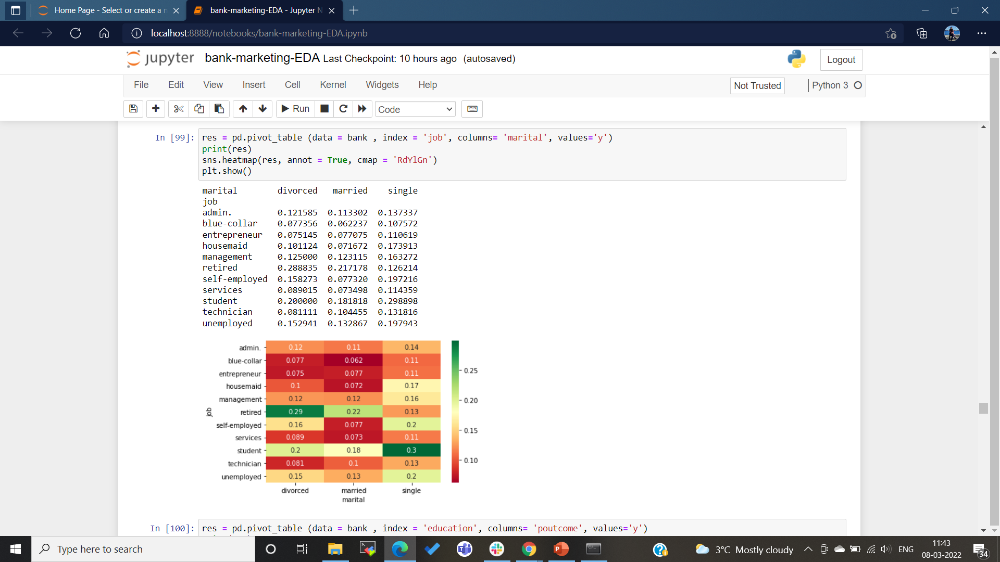 Home Page - Select or create a n
bank-marketing-EDA - Jupyter N
localhost:8888/notebooks/bank-marketing-EDA.ipynb
jupyter bank-marketing-EDA Last Checkpoint: 10 hours ago (autosaved)
Logout
File Edit View Insert Cell Kernel Widgets Help
Not Trusted
Python 3
Run
Code
In [99]: res = pd.pivot_table (data = bank , index = 'job', columns= 'marital', values='y')
print(res)
sns.heatmap(res, annot = True, cmap = 'RdYlGn')
plt.show()
marital divorced married single
job
admin. 0.121585 0.113302 0.137337
blue-collar 0.077356 0.062237 0.107572
entrepreneur 0.075145 0.077075 0.110619
housemaid 0.101124 0.071672 0.173913
management 0.125000 0.123115 0.163272
retired 0.288835 0.217178 0.126214
self-employed 0.158273 0.077320 0.197216
services 0.089015 0.073498 0.114359
student 0.200000 0.181818 0.298898
technician 0.081111 0.104455 0.131816
unemployed 0.152941 0.132867 0.197943
admin. 0.12 0.11 0.14
blue-collar 0.077 0.062 0.11
entrepreneur 0.075 0.077 0.11
housemaid 0.1 0.072 0.17
management 0.12 0.12 0.16
retired 0.29 0.22 0.13
self-employed 0.16 0.077 0.2
services 0.089 0.073 0.11
student 0.2 0.18 0.3
technician 0.081 0.1 0.13
unemployed 0.15 0.13 0.2
job
divorced married single
marital
0.25
0.20
0.15
0.10
In [100]: res = pd.pivot_table (data = bank , index = 'education', columns= 'poutcome', values='y')
Type here to search
3°C Mostly cloudy
ENG
11:43
08-03-2022
34